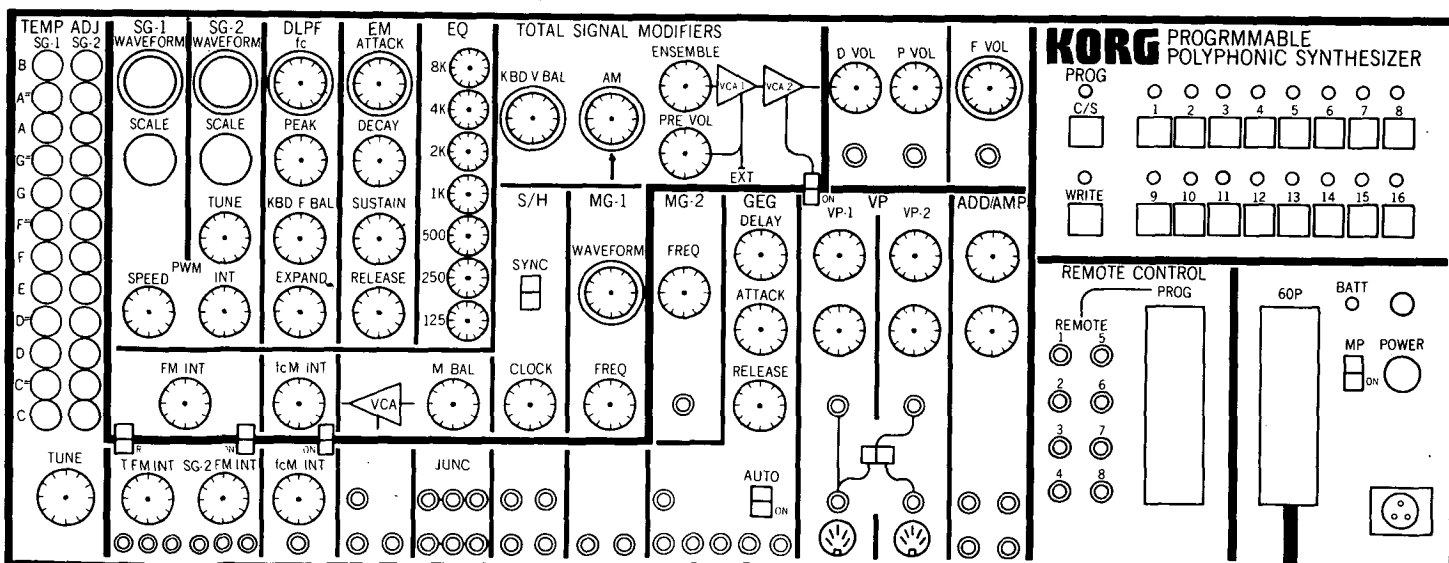 TEMP ADJ
SG-1 SG-2
B
A#
A
G#
G
F#
F
E
D#
D
C#
C
TUNE
SG-1
WAVEFORM
SCALE
SPEED
SG-2
WAVEFORM
SCALE
TUNE
PWM
INT
DLPF
fc
PEAK
KBD F BAL
EXPAND
EM
ATTACK
DECAY
SUSTAIN
RELEASE
EQ
8K
4K
2K
1K
500
250
125
FM INT
fcM INT
VCA
M BAL
R
ON
ON
T FM INT
SG-2 FM INT
fcM INT
JUNC
TOTAL SIGNAL MODIFIERS
KBD V BAL
AM
ENSEMBLE
PRE VOL
VCA 1
VCA 2
EXT
ON
S/H
SYNC
CLOCK
MG-1
WAVEFORM
FREQ
MG-2
FREQ
GEG
DELAY
ATTACK
RELEASE
AUTO
ON
D VOL
P VOL
F VOL
VP
VP-1
VP-2
ADD/AMP
KORG PROGRMMABLE
POLYPHONIC SYNTHESIZER
PROG
C/S
1 2 3 4 5 6 7 8
WRITE
9 10 11 12 13 14 15 16
REMOTE CONTROL
PROG
REMOTE
1 5
2 6
3 7
4 8
60P
BATT
MP
ON
POWER